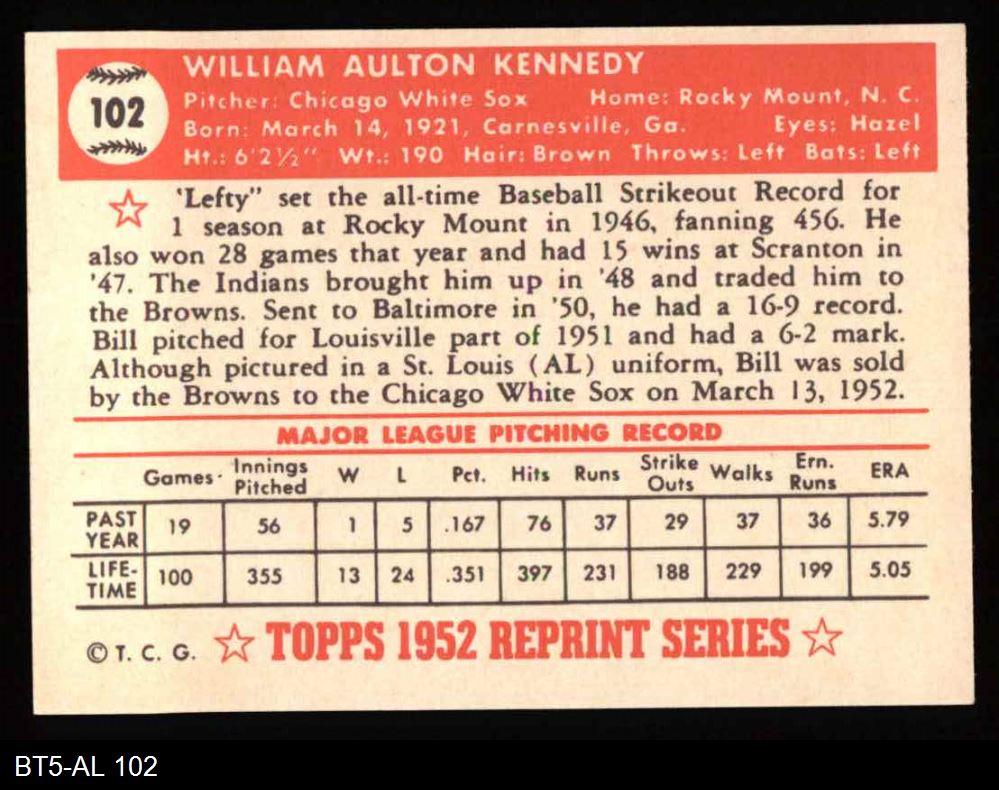 102
WILLIAM AULTON KENNEDY
Pitcher: Chicago White Sox Home: Rocky Mount, N. C.
Born: March 14, 1921, Carnesville, Ga. Eyes: Hazel
Ht.: 6'2½" Wt.: 190 Hair: Brown Throws: Left Bats: Left
'Lefty" set the all-time Baseball Strikeout Record for
1 season at Rocky Mount in 1946, fanning 456. He
also won 28 games that year and had 15 wins at Scranton in
'47. The Indians brought him up in '48 and traded him to
the Browns. Sent to Baltimore in '50, he had a 16-9 record.
Bill pitched for Louisville part of 1951 and had a 6-2 mark.
Although pictured in a St. Louis (AL) uniform, Bill was sold
by the Browns to the Chicago White Sox on March 13, 1952.
MAJOR LEAGUE PITCHING RECORD
Games Innings Pitched W L Pct. Hits Runs Strike Outs Walks Ern. Runs ERA
PAST YEAR 19 56 1 5 .167 76 37 29 37 36 5.79
LIFE-TIME 100 355 13 24 .351 397 231 188 229 199 5.05
© T. C. G. TOPPS 1952 REPRINT SERIES
BT5-AL 102